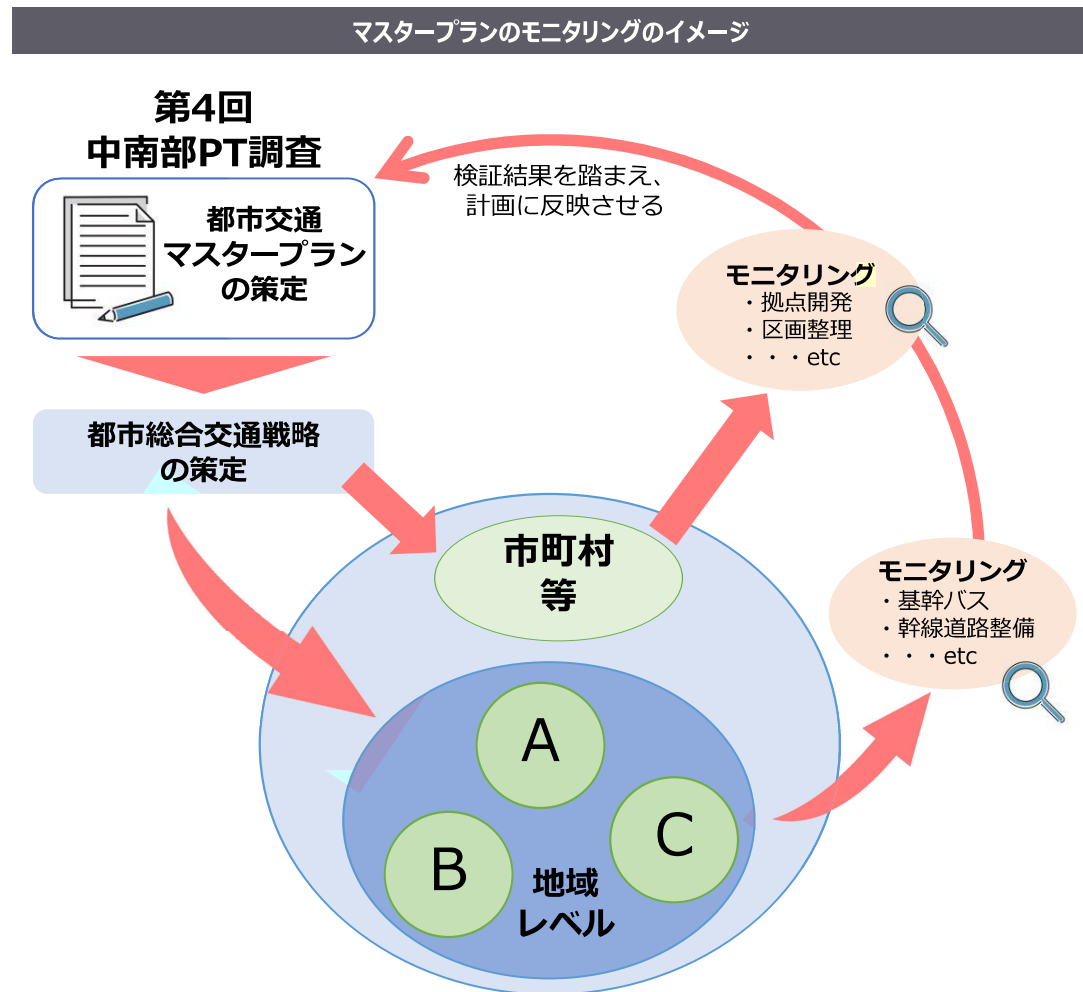 マスタープランのモニタリングのイメージ
第4回
中南部PT調査
都市交通
マスタープラン
の策定
検証結果を踏まえ、
計画に反映させる
モニタリング
・拠点開発
・区画整理
・・・etc
都市総合交通戦略
の策定
市町村
等
モニタリング
・基幹バス
・幹線道路整備
・・・etc
A
B
C
地域
レベル